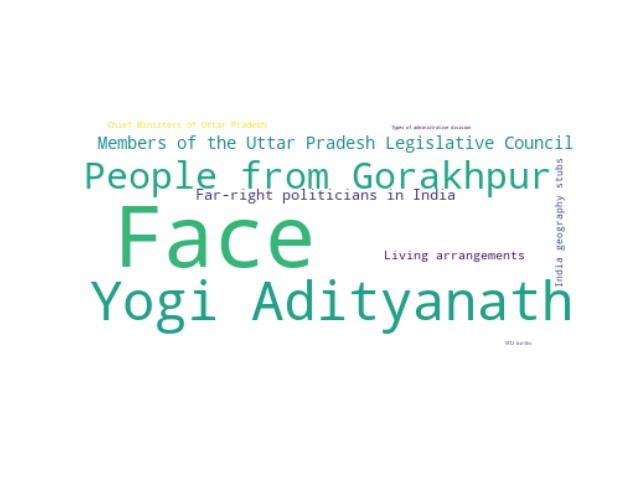 Chief Ministers of Uttar Pradesh
Types of administrative division
Members of the Uttar Pradesh Legislative Council
People from Gorakhpur
Far-right politicians in India
India geography stubs
Face
Living arrangements
Yogi Adityanath
1972 births